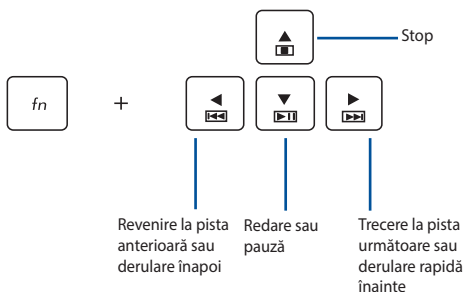 Stop
fn
+
Revenire la pista
anterioară sau
derulare înapoi
Redare sau
pauză
Trecere la pista
următoare sau
derulare rapidă
înainte